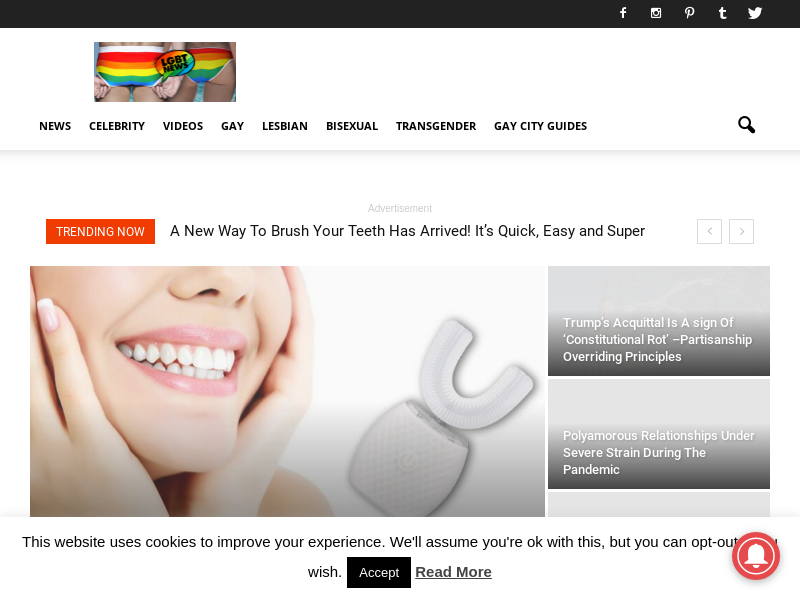 LGBT
NEWS
NEWS CELEBRITY VIDEOS GAY LESBIAN BISEXUAL TRANSGENDER GAY CITY GUIDES
Advertisement
TRENDING NOW A New Way To Brush Your Teeth Has Arrived! It’s Quick, Easy and Super
Trump’s Acquittal Is A sign Of
‘Constitutional Rot’ –Partisanship
Overriding Principles
Polyamorous Relationships Under
Severe Strain During The
Pandemic
This website uses cookies to improve your experience. We'll assume you're ok with this, but you can opt-out
wish. Accept Read More